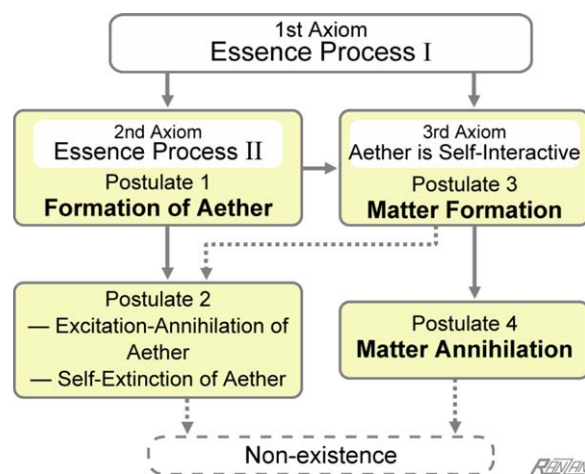 1st Axiom
Essence Process I
2nd Axiom
Essence Process II
Postulate 1
Formation of Aether
3rd Axiom
Aether is Self-Interactive
Postulate 3
Matter Formation
Postulate 2
— Excitation-Annihilation of
Aether
— Self-Extinction of Aether
Postulate 4
Matter Annihilation
Non-existence